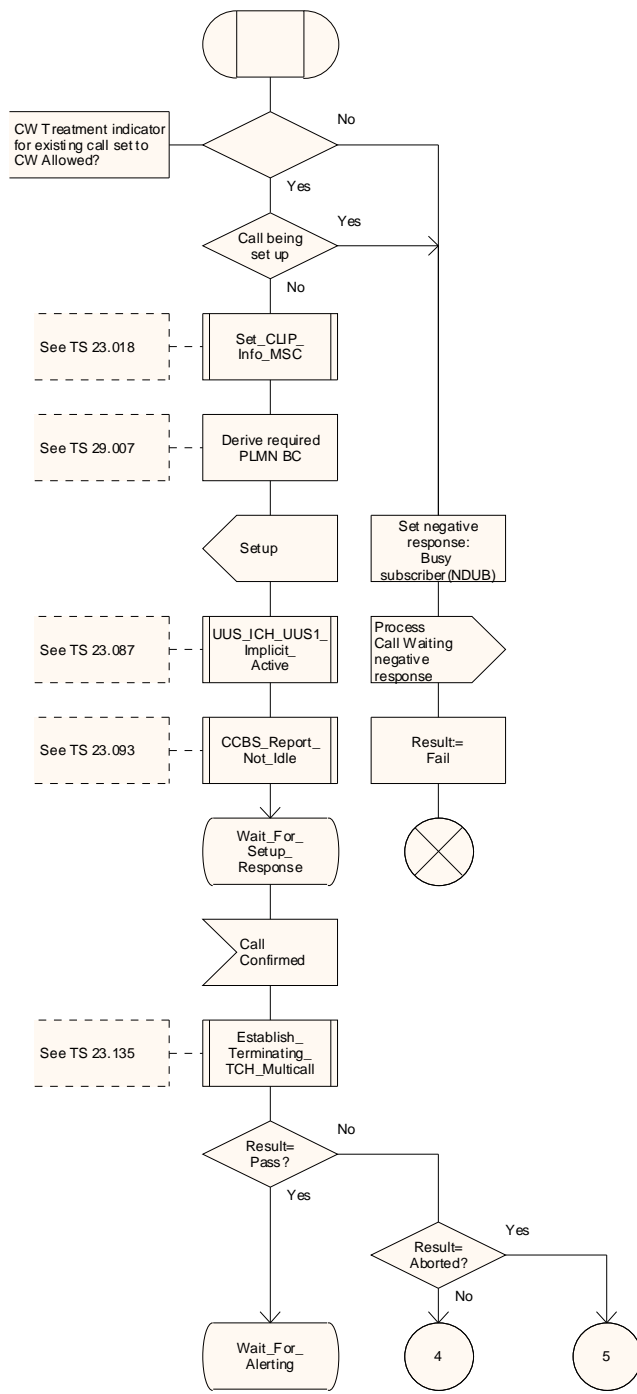 CW Treatment indicator
for existing call set to
CW Allowed?
No
Yes
Call being
set up
Yes
No
See TS 23.018
Set_CLIP_
Info_MSC
See TS 29.007
Derive required
PLMN BC
Setup
Set negative
response:
Busy
subscriber(NDUB)
See TS 23.087
UUS_ICH_UUS1_
Implicit_
Active
Process
Call Waiting
negative
response
See TS 23.093
CCBS_Report_
Not_Idle
Result:=
Fail
Wait_For_
Setup_
Response
Call
Confirmed
See TS 23.135
Establish_
Terminating_
TCH_Multicall
Result=
Pass?
No
Yes
Result=
Aborted?
Yes
No
Wait_For_
Alerting
4
5